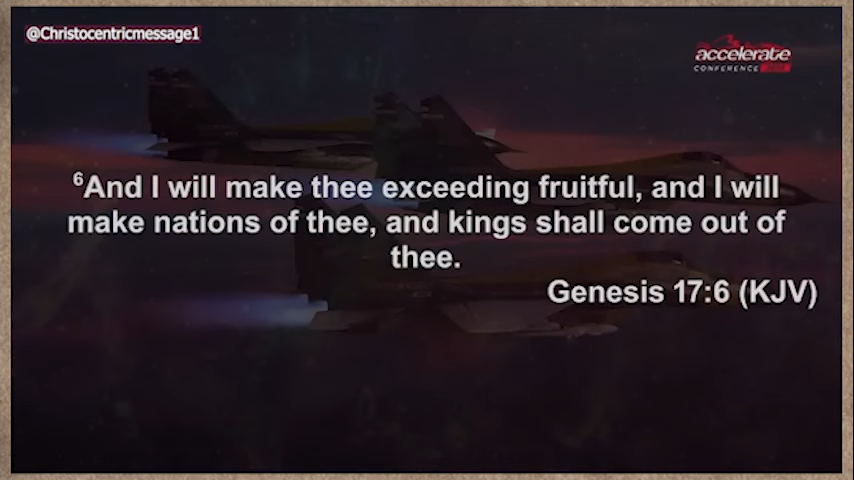 @Christocentricmessage1
accelerate
CONFERENCE
6And I will make thee exceeding fruitful, and I will
make nations of thee, and kings shall come out of
thee.
Genesis 17:6 (KJV)